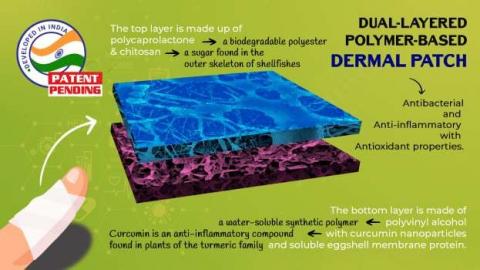 DEVELOPED IN INDIA
PATENT
PENDING
The top layer is made up of
polycaprolactone → a biodegradable polyester
& chitosan → a sugar found in the
outer skeleton of shellfishes
DUAL-LAYERED
POLYMER-BASED
DERMAL PATCH
Antibacterial
and
Anti-inflammatory
with
Antioxidant properties.
The bottom layer is made of
a water-soluble synthetic polymer ← polyvinyl alcohol
Curcumin is an anti-inflammatory compound ← with curcumin nanoparticles
found in plants of the turmeric family and soluble eggshell membrane protein.